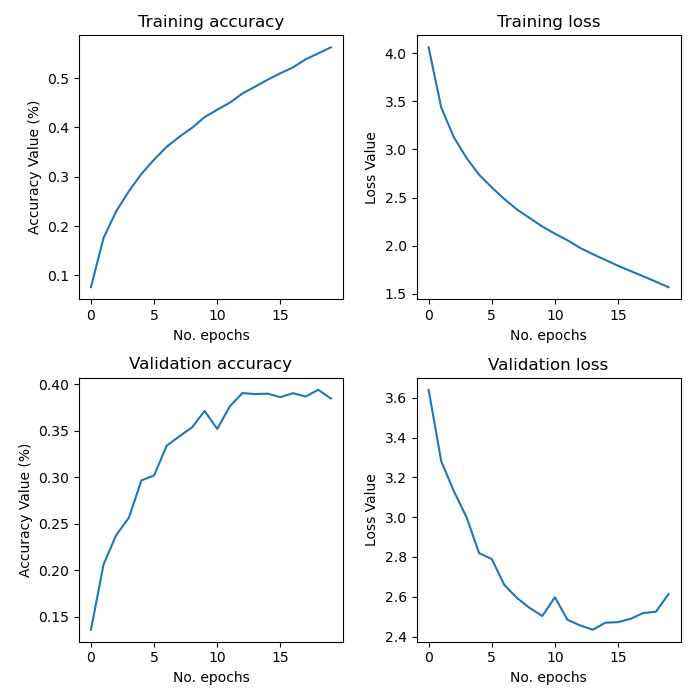 Training accuracy
Accuracy Value (%)
0.5
0.4
0.3
0.2
0.1
0 5 10 15
No. epochs
Training loss
Loss Value
4.0
3.5
3.0
2.5
2.0
1.5
0 5 10 15
No. epochs
Validation accuracy
Accuracy Value (%)
0.40
0.35
0.30
0.25
0.20
0.15
0 5 10 15
No. epochs
Validation loss
Loss Value
3.6
3.4
3.2
3.0
2.8
2.6
2.4
0 5 10 15
No. epochs